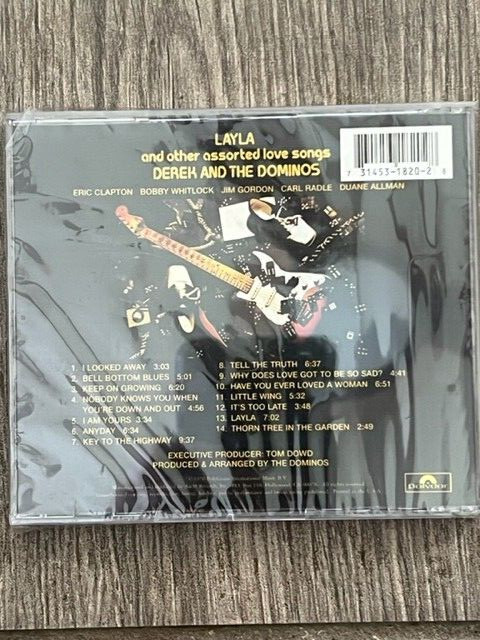 LAYLA
and other assorted love songs
DEREK AND THE DOMINOS
7 31453-1820-2 8
ERIC CLAPTON BOBBY WHITLOCK JIM GORDON CARL RADLE DUANE ALLMAN
1. I LOOKED AWAY 3:03
2. BELL BOTTOM BLUES 5:01
3. KEEP ON GROWING 6:20
4. NOBODY KNOWS YOU WHEN
YOU'RE DOWN AND OUT 4:56
5. I AM YOURS 3:34
6. ANYDAY 6:34
7. KEY TO THE HIGHWAY 9:37
8. TELL THE TRUTH 6:37
9. WHY DOES LOVE GOT TO BE SO SAD? 4:41
10. HAVE YOU EVER LOVED A WOMAN 6:51
11. LITTLE WING 5:32
12. IT'S TOO LATE 3:48
13. LAYLA 7:02
14. THORN TREE IN THE GARDEN 2:49
EXECUTIVE PRODUCER: TOM DOWD
PRODUCED & ARRANGED BY THE DOMINOS
Polydor